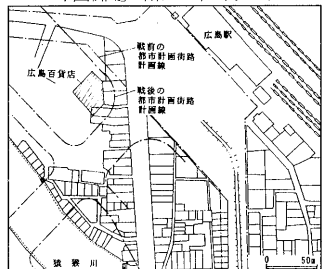 広島駅
戦前の
都市計画街路
計画線
広島百貨店
戦後の
都市計画街路
計画線
猿猴川
0 50m